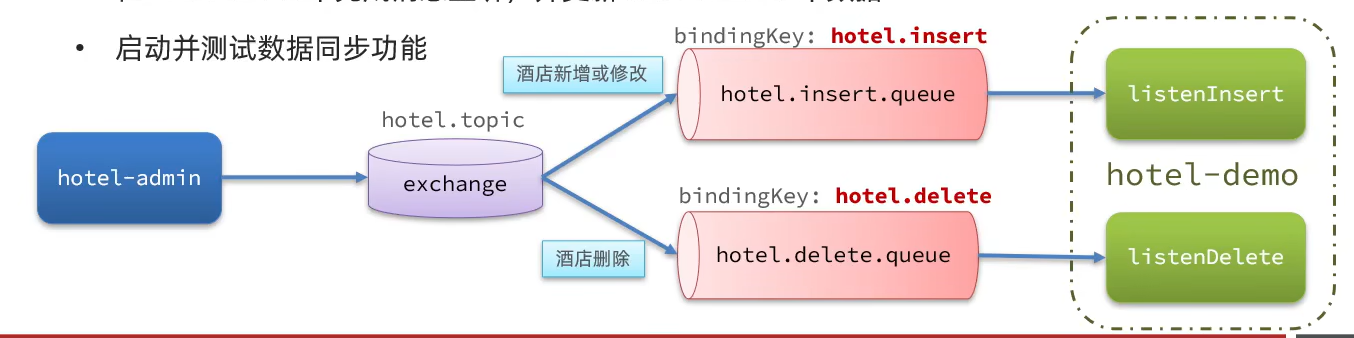 • 启动并测试数据同步功能
bindingKey: hotel.insert
酒店新增或修改
hotel.insert.queue
listenInsert
hotel.topic
hotel-admin
exchange
hotel-demo
bindingKey: hotel.delete
酒店删除
hotel.delete.queue
listenDelete